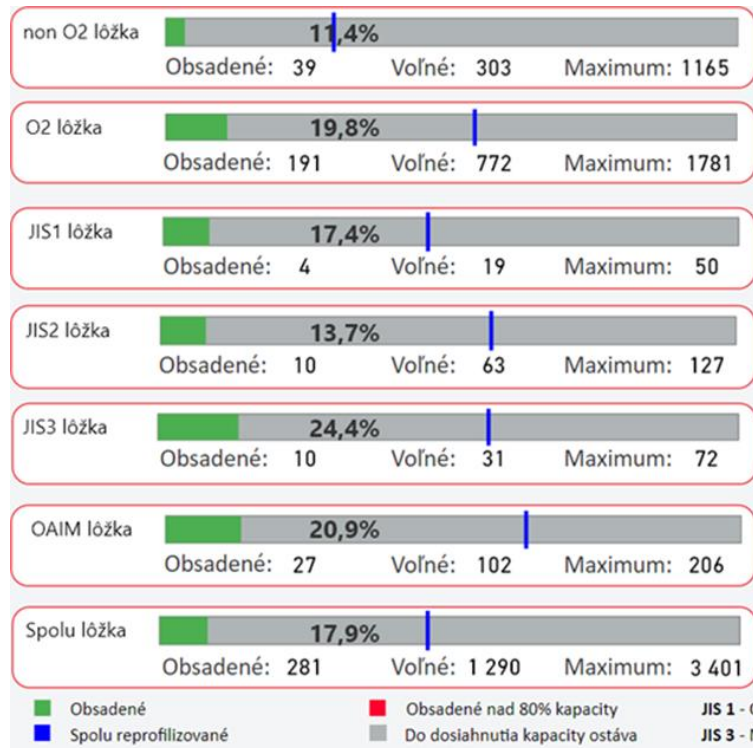 non O2 lôžka
11,4%
Obsadené: 39 Voľné: 303 Maximum: 1165
O2 lôžka
19,8%
Obsadené: 191 Voľné: 772 Maximum: 1781
JIS1 lôžka
17,4%
Obsadené: 4 Voľné: 19 Maximum: 50
JIS2 lôžka
13,7%
Obsadené: 10 Voľné: 63 Maximum: 127
JIS3 lôžka
24,4%
Obsadené: 10 Voľné: 31 Maximum: 72
OAIM lôžka
20,9%
Obsadené: 27 Voľné: 102 Maximum: 206
Spolu lôžka
17,9%
Obsadené: 281 Voľné: 1 290 Maximum: 3 401
Obsadené Obsadené nad 80% kapacity JIS 1 -
Spolu reprofilizované Do dosiahnutia kapacity ostáva JIS 3 -